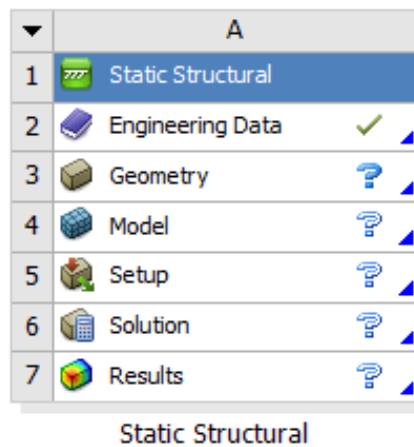 A
1 Static Structural
2 Engineering Data
3 Geometry
4 Model
5 Setup
6 Solution
7 Results
Static Structural